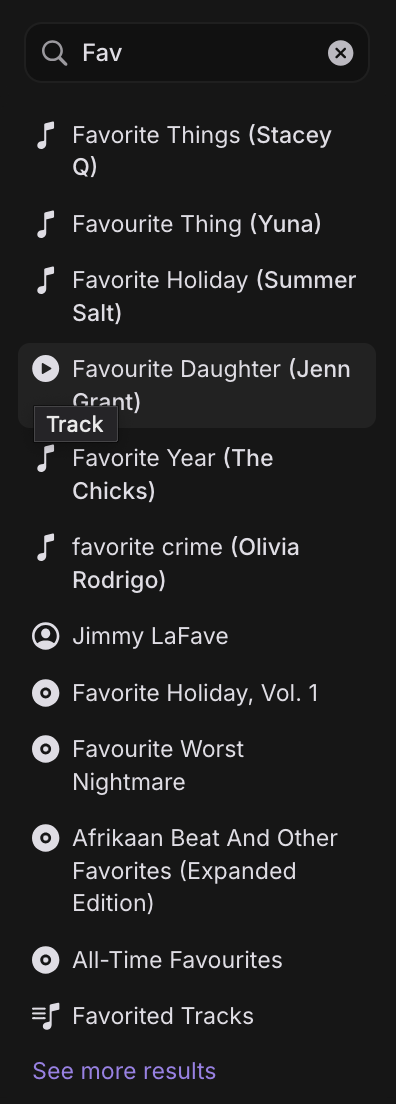 Fav
Favorite Things (Stacey
Q)
Favourite Thing (Yuna)
Favorite Holiday (Summer
Salt)
Favourite Daughter (Jenn
Grant)
Track
Favorite Year (The
Chicks)
favorite crime (Olivia
Rodrigo)
Jimmy LaFave
Favorite Holiday, Vol. 1
Favourite Worst
Nightmare
Afrikaan Beat And Other
Favorites (Expanded
Edition)
All-Time Favourites
Favorited Tracks
See more results